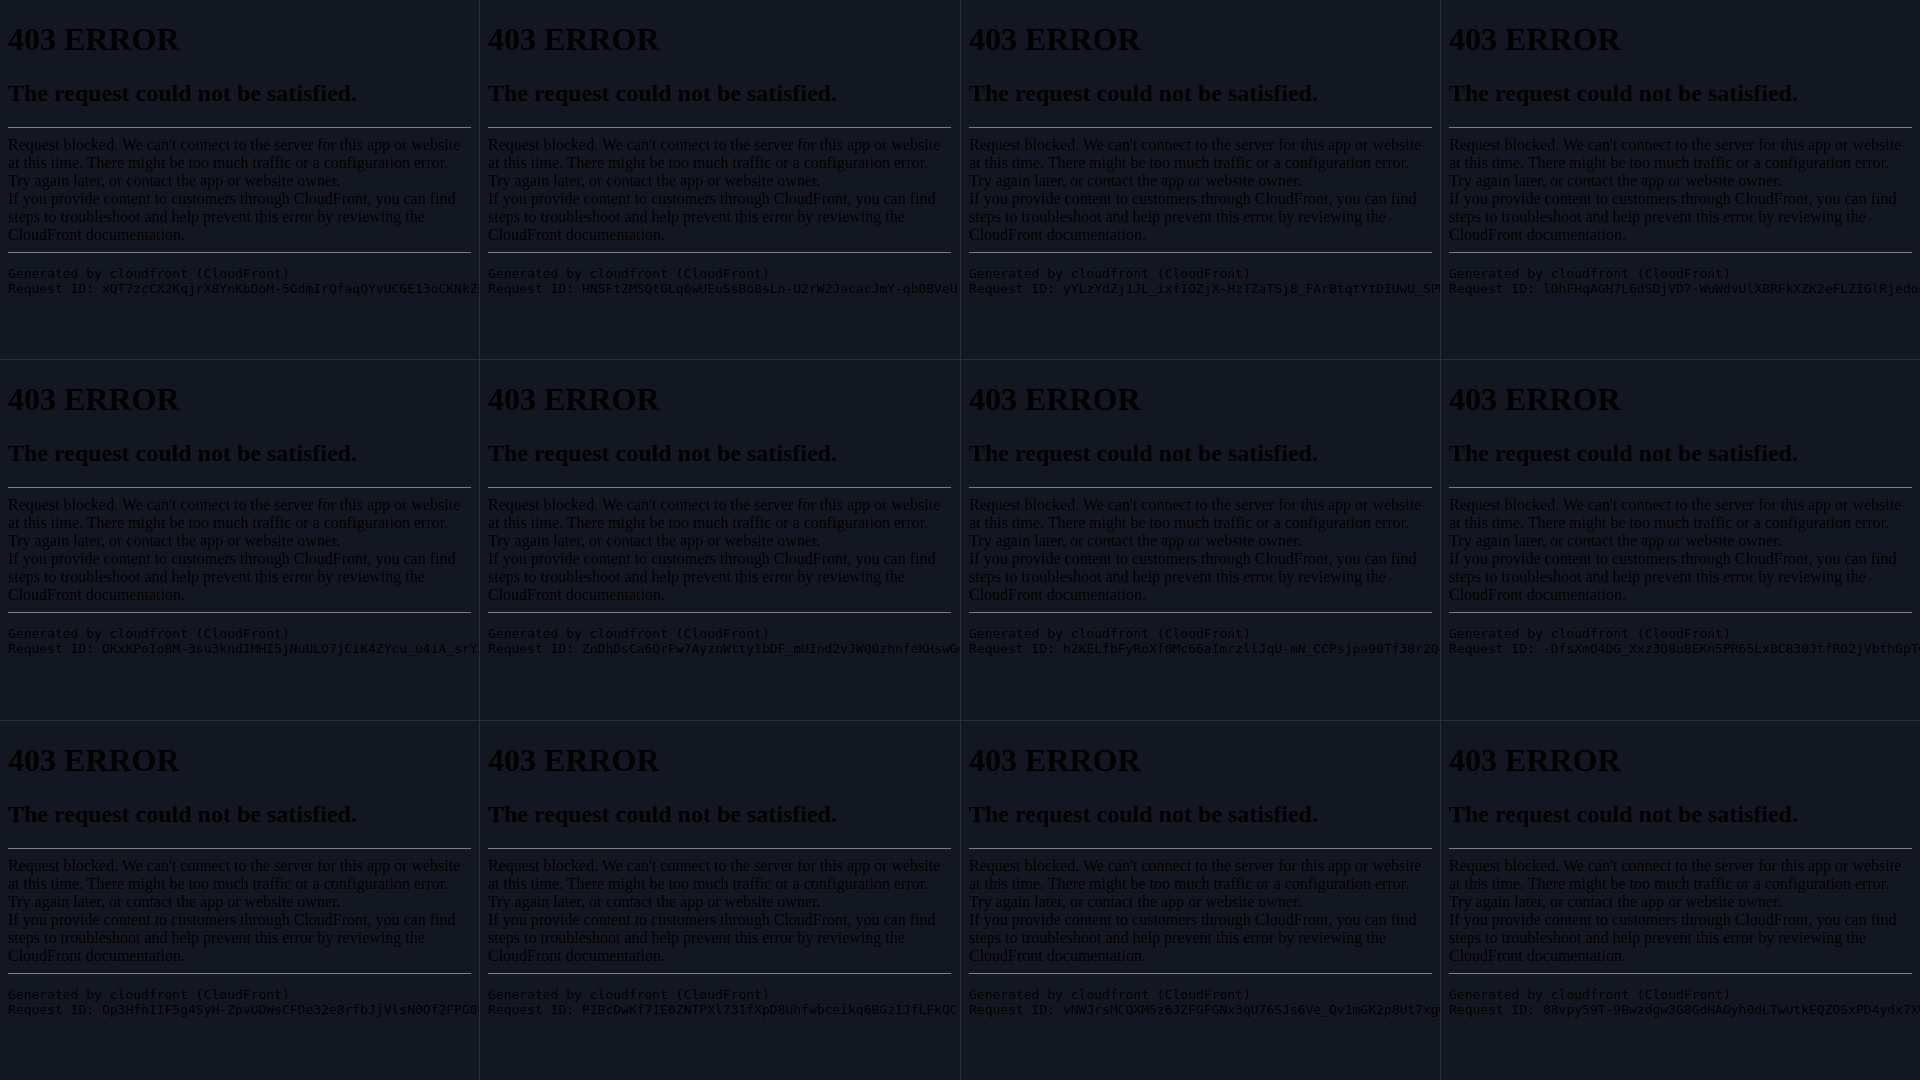 403 ERROR
The request could not be satisfied.
Request blocked. We can't connect to the server for this app or website
at this time. There might be too much traffic or a configuration error.
Try again later, or contact the app or website owner.
If you provide content to customers through CloudFront, you can find
steps to troubleshoot and help prevent this error by reviewing the
CloudFront documentation.
Generated by cloudfront (CloudFront)
Request ID: xQT7zcCX2KqjrX8YnKbDoM-5GdmIrQfaqQYvUCGE13oCKNkZ
403 ERROR
The request could not be satisfied.
Request blocked. We can't connect to the server for this app or website
at this time. There might be too much traffic or a configuration error.
Try again later, or contact the app or website owner.
If you provide content to customers through CloudFront, you can find
steps to troubleshoot and help prevent this error by reviewing the
CloudFront documentation.
Generated by cloudfront (CloudFront)
Request ID: HNSFtZMSQtGLq6wUEuSsBo8sLn-U2rW2JacacJmY-qb0BVeU
403 ERROR
The request could not be satisfied.
Request blocked. We can't connect to the server for this app or website
at this time. There might be too much traffic or a configuration error.
Try again later, or contact the app or website owner.
If you provide content to customers through CloudFront, you can find
steps to troubleshoot and help prevent this error by reviewing the
CloudFront documentation.
Generated by cloudfront (CloudFront)
Request ID: yYLzYdZj1JL_ixfIOZjX-HzTZaTSj8_FArBtqtYtDIUwU_SP
403 ERROR
The request could not be satisfied.
Request blocked. We can't connect to the server for this app or website
at this time. There might be too much traffic or a configuration error.
Try again later, or contact the app or website owner.
If you provide content to customers through CloudFront, you can find
steps to troubleshoot and help prevent this error by reviewing the
CloudFront documentation.
Generated by cloudfront (CloudFront)
Request ID: lOhFHqAGH7L6dSDjVD7-WuWdvUlXBRFkXZK2eFLZIGlRjedo
403 ERROR
The request could not be satisfied.
Request blocked. We can't connect to the server for this app or website
at this time. There might be too much traffic or a configuration error.
Try again later, or contact the app or website owner.
If you provide content to customers through CloudFront, you can find
steps to troubleshoot and help prevent this error by reviewing the
CloudFront documentation.
Generated by cloudfront (CloudFront)
Request ID: OKxKPoIo8M-3su3kndIMHI5jNuULO7jCiK4ZYcu_u4iA_srY
403 ERROR
The request could not be satisfied.
Request blocked. We can't connect to the server for this app or website
at this time. There might be too much traffic or a configuration error.
Try again later, or contact the app or website owner.
If you provide content to customers through CloudFront, you can find
steps to troubleshoot and help prevent this error by reviewing the
CloudFront documentation.
Generated by cloudfront (CloudFront)
Request ID: ZnDhDsCa6QrFw7AyznWtty1bDF_mUInd2vJWQ0zhnfeKHswG
403 ERROR
The request could not be satisfied.
Request blocked. We can't connect to the server for this app or website
at this time. There might be too much traffic or a configuration error.
Try again later, or contact the app or website owner.
If you provide content to customers through CloudFront, you can find
steps to troubleshoot and help prevent this error by reviewing the
CloudFront documentation.
Generated by cloudfront (CloudFront)
Request ID: h2KELfbFyRoXf0Mc66aImrzllJqU-mN_CCPsjpa90Tf38r2Q
403 ERROR
The request could not be satisfied.
Request blocked. We can't connect to the server for this app or website
at this time. There might be too much traffic or a configuration error.
Try again later, or contact the app or website owner.
If you provide content to customers through CloudFront, you can find
steps to troubleshoot and help prevent this error by reviewing the
CloudFront documentation.
Generated by cloudfront (CloudFront)
Request ID: -DfsXmO4DG_Xxz3Q8uBEKn5PR65LxBC830JtfRO2jVbthGpT
403 ERROR
The request could not be satisfied.
Request blocked. We can't connect to the server for this app or website
at this time. There might be too much traffic or a configuration error.
Try again later, or contact the app or website owner.
If you provide content to customers through CloudFront, you can find
steps to troubleshoot and help prevent this error by reviewing the
CloudFront documentation.
Generated by cloudfront (CloudFront)
Request ID: Op3HfhIIF5g4SyH-ZpvUDWsCFDe32e8rfbJjVlsN0Qf2FPG0
403 ERROR
The request could not be satisfied.
Request blocked. We can't connect to the server for this app or website
at this time. There might be too much traffic or a configuration error.
Try again later, or contact the app or website owner.
If you provide content to customers through CloudFront, you can find
steps to troubleshoot and help prevent this error by reviewing the
CloudFront documentation.
Generated by cloudfront (CloudFront)
Request ID: PIBcDwKf71E0ZNTPXl731fXpD8Uhfwbceikq6BGzIJfLFkQC
403 ERROR
The request could not be satisfied.
Request blocked. We can't connect to the server for this app or website
at this time. There might be too much traffic or a configuration error.
Try again later, or contact the app or website owner.
If you provide content to customers through CloudFront, you can find
steps to troubleshoot and help prevent this error by reviewing the
CloudFront documentation.
Generated by cloudfront (CloudFront)
Request ID: vNWJrsMCQXM5z6JZFGFGNx3qU76SJs6Ve_Qv1mGK2p8Ut7xg
403 ERROR
The request could not be satisfied.
Request blocked. We can't connect to the server for this app or website
at this time. There might be too much traffic or a configuration error.
Try again later, or contact the app or website owner.
If you provide content to customers through CloudFront, you can find
steps to troubleshoot and help prevent this error by reviewing the
CloudFront documentation.
Generated by cloudfront (CloudFront)
Request ID: 08vpy59T-9Bwzdgw3G8GdHAGyh0dLTwUtkEQZOSxPD4ydx7X